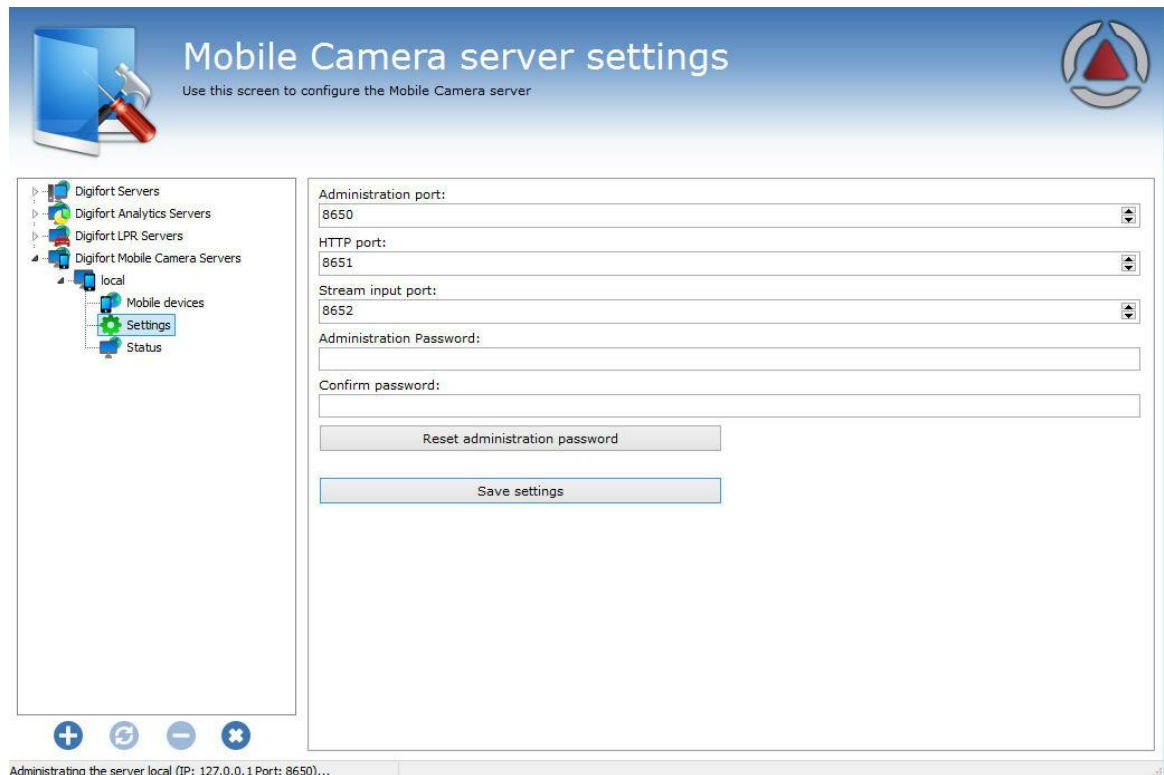 Mobile Camera server settings
Use this screen to configure the Mobile Camera server
Digifort Servers
Digifort Analytics Servers
Digifort LPR Servers
Digifort Mobile Camera Servers
local
Mobile devices
Settings
Status
Administration port:
8650
HTTP port:
8651
Stream input port:
8652
Administration Password:
Confirm password:
Reset administration password
Save settings
Administrating the server local (IP: 127.0.0.1 Port: 8650)...